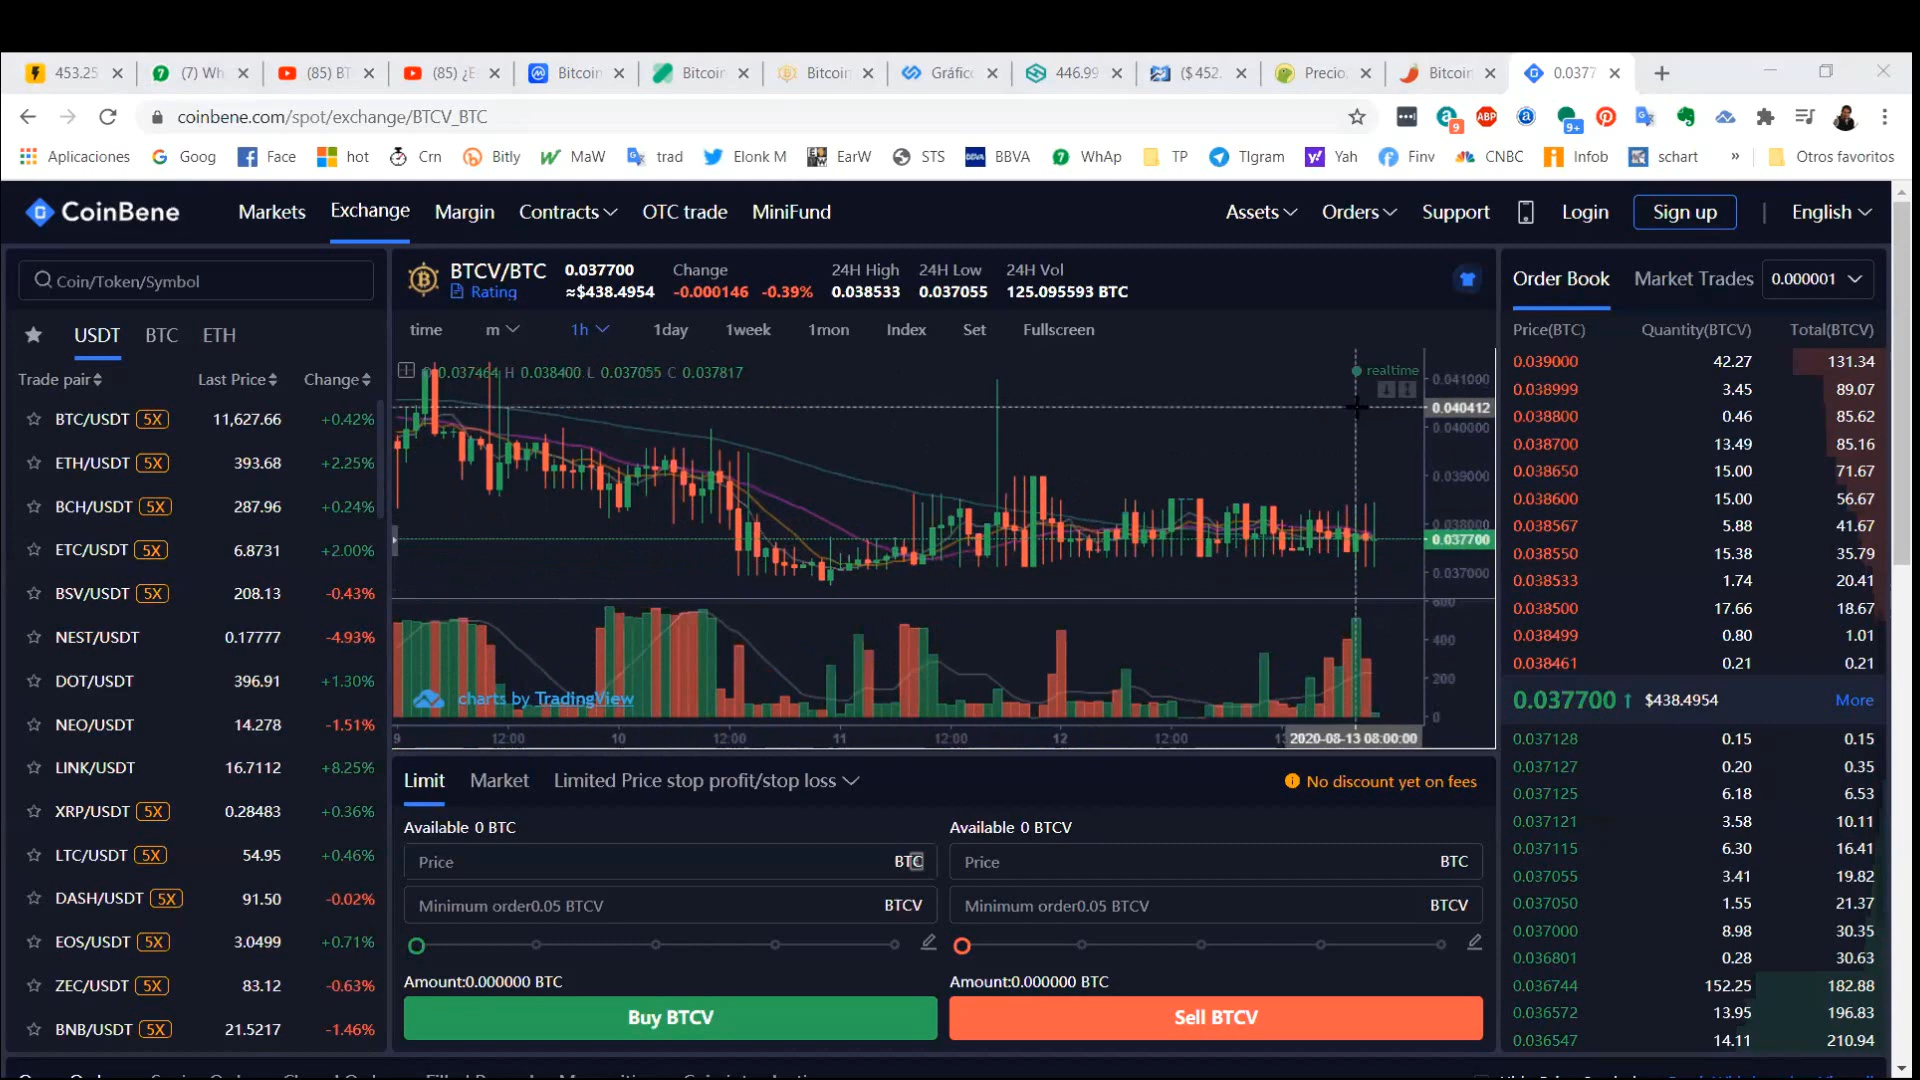 453.25 (7) Wh (85) BT (85) ¿E Bitcoin Bitcoin Bitcoin Gráfico 446.99 ($452. Precio Bitcoin 0.0377
coinbene.com/spot/exchange/BTCV_BTC
9 ABP 9+
Aplicaciones Goog Face hot Crn Bitly MaW trad Elonk M EarW STS BBVA WhAp TP Tlgram Yah Finv CNBC Infob schart » Otros favoritos
CoinBene Markets Exchange Margin Contracts OTC trade MiniFund Assets Orders Support Login Sign up English
Coin/Token/Symbol
USDT BTC ETH
Trade pair Last Price Change
BTC/USDT 5X 11,627.66 +0.42%
ETH/USDT 5X 393.68 +2.25%
BCH/USDT 5X 287.96 +0.24%
ETC/USDT 5X 6.8731 +2.00%
BSV/USDT 5X 208.13 -0.43%
NEST/USDT 0.17777 -4.93%
DOT/USDT 396.91 +1.30%
NEO/USDT 14.278 -1.51%
LINK/USDT 16.7112 +8.25%
XRP/USDT 5X 0.28483 +0.36%
LTC/USDT 5X 54.95 +0.46%
DASH/USDT 5X 91.50 -0.02%
EOS/USDT 5X 3.0499 +0.71%
ZEC/USDT 5X 83.12 -0.63%
BNB/USDT 5X 21.5217 -1.46%
BTCV/BTC 0.037700 Change 24H High 24H Low 24H Vol
Rating ≈$438.4954 -0.000146 -0.39% 0.038533 0.037055 125.095593 BTC
time m 1h 1day 1week 1mon Index Set Fullscreen
O 0.037464 H 0.038400 L 0.037055 C 0.037817
realtime
0.041000
0.040412
0.040000
0.039000
0.038000
0.037700
0.037000
600
400
200
0
charts by TradingView
9 12:00 10 12:00 11 12:00 12 12:00 2020-08-13 08:00:00
Limit Market Limited Price stop profit/stop loss No discount yet on fees
Available 0 BTC Available 0 BTCV
Price BTC Price BTC
Minimum order0.05 BTCV BTCV Minimum order0.05 BTCV BTCV
Amount:0.000000 BTC Amount:0.000000 BTC
Buy BTCV Sell BTCV
Order Book Market Trades 0.000001
Price(BTC) Quantity(BTCV) Total(BTCV)
0.039000 42.27 131.34
0.038999 3.45 89.07
0.038800 0.46 85.62
0.038700 13.49 85.16
0.038650 15.00 71.67
0.038600 15.00 56.67
0.038567 5.88 41.67
0.038550 15.38 35.79
0.038533 1.74 20.41
0.038500 17.66 18.67
0.038499 0.80 1.01
0.038461 0.21 0.21
0.037700 ↑ $438.4954 More
0.037128 0.15 0.15
0.037127 0.20 0.35
0.037125 6.18 6.53
0.037121 3.58 10.11
0.037115 6.30 16.41
0.037055 3.41 19.82
0.037050 1.55 21.37
0.037000 8.98 30.35
0.036801 0.28 30.63
0.036744 152.25 182.88
0.036572 13.95 196.83
0.036547 14.11 210.94